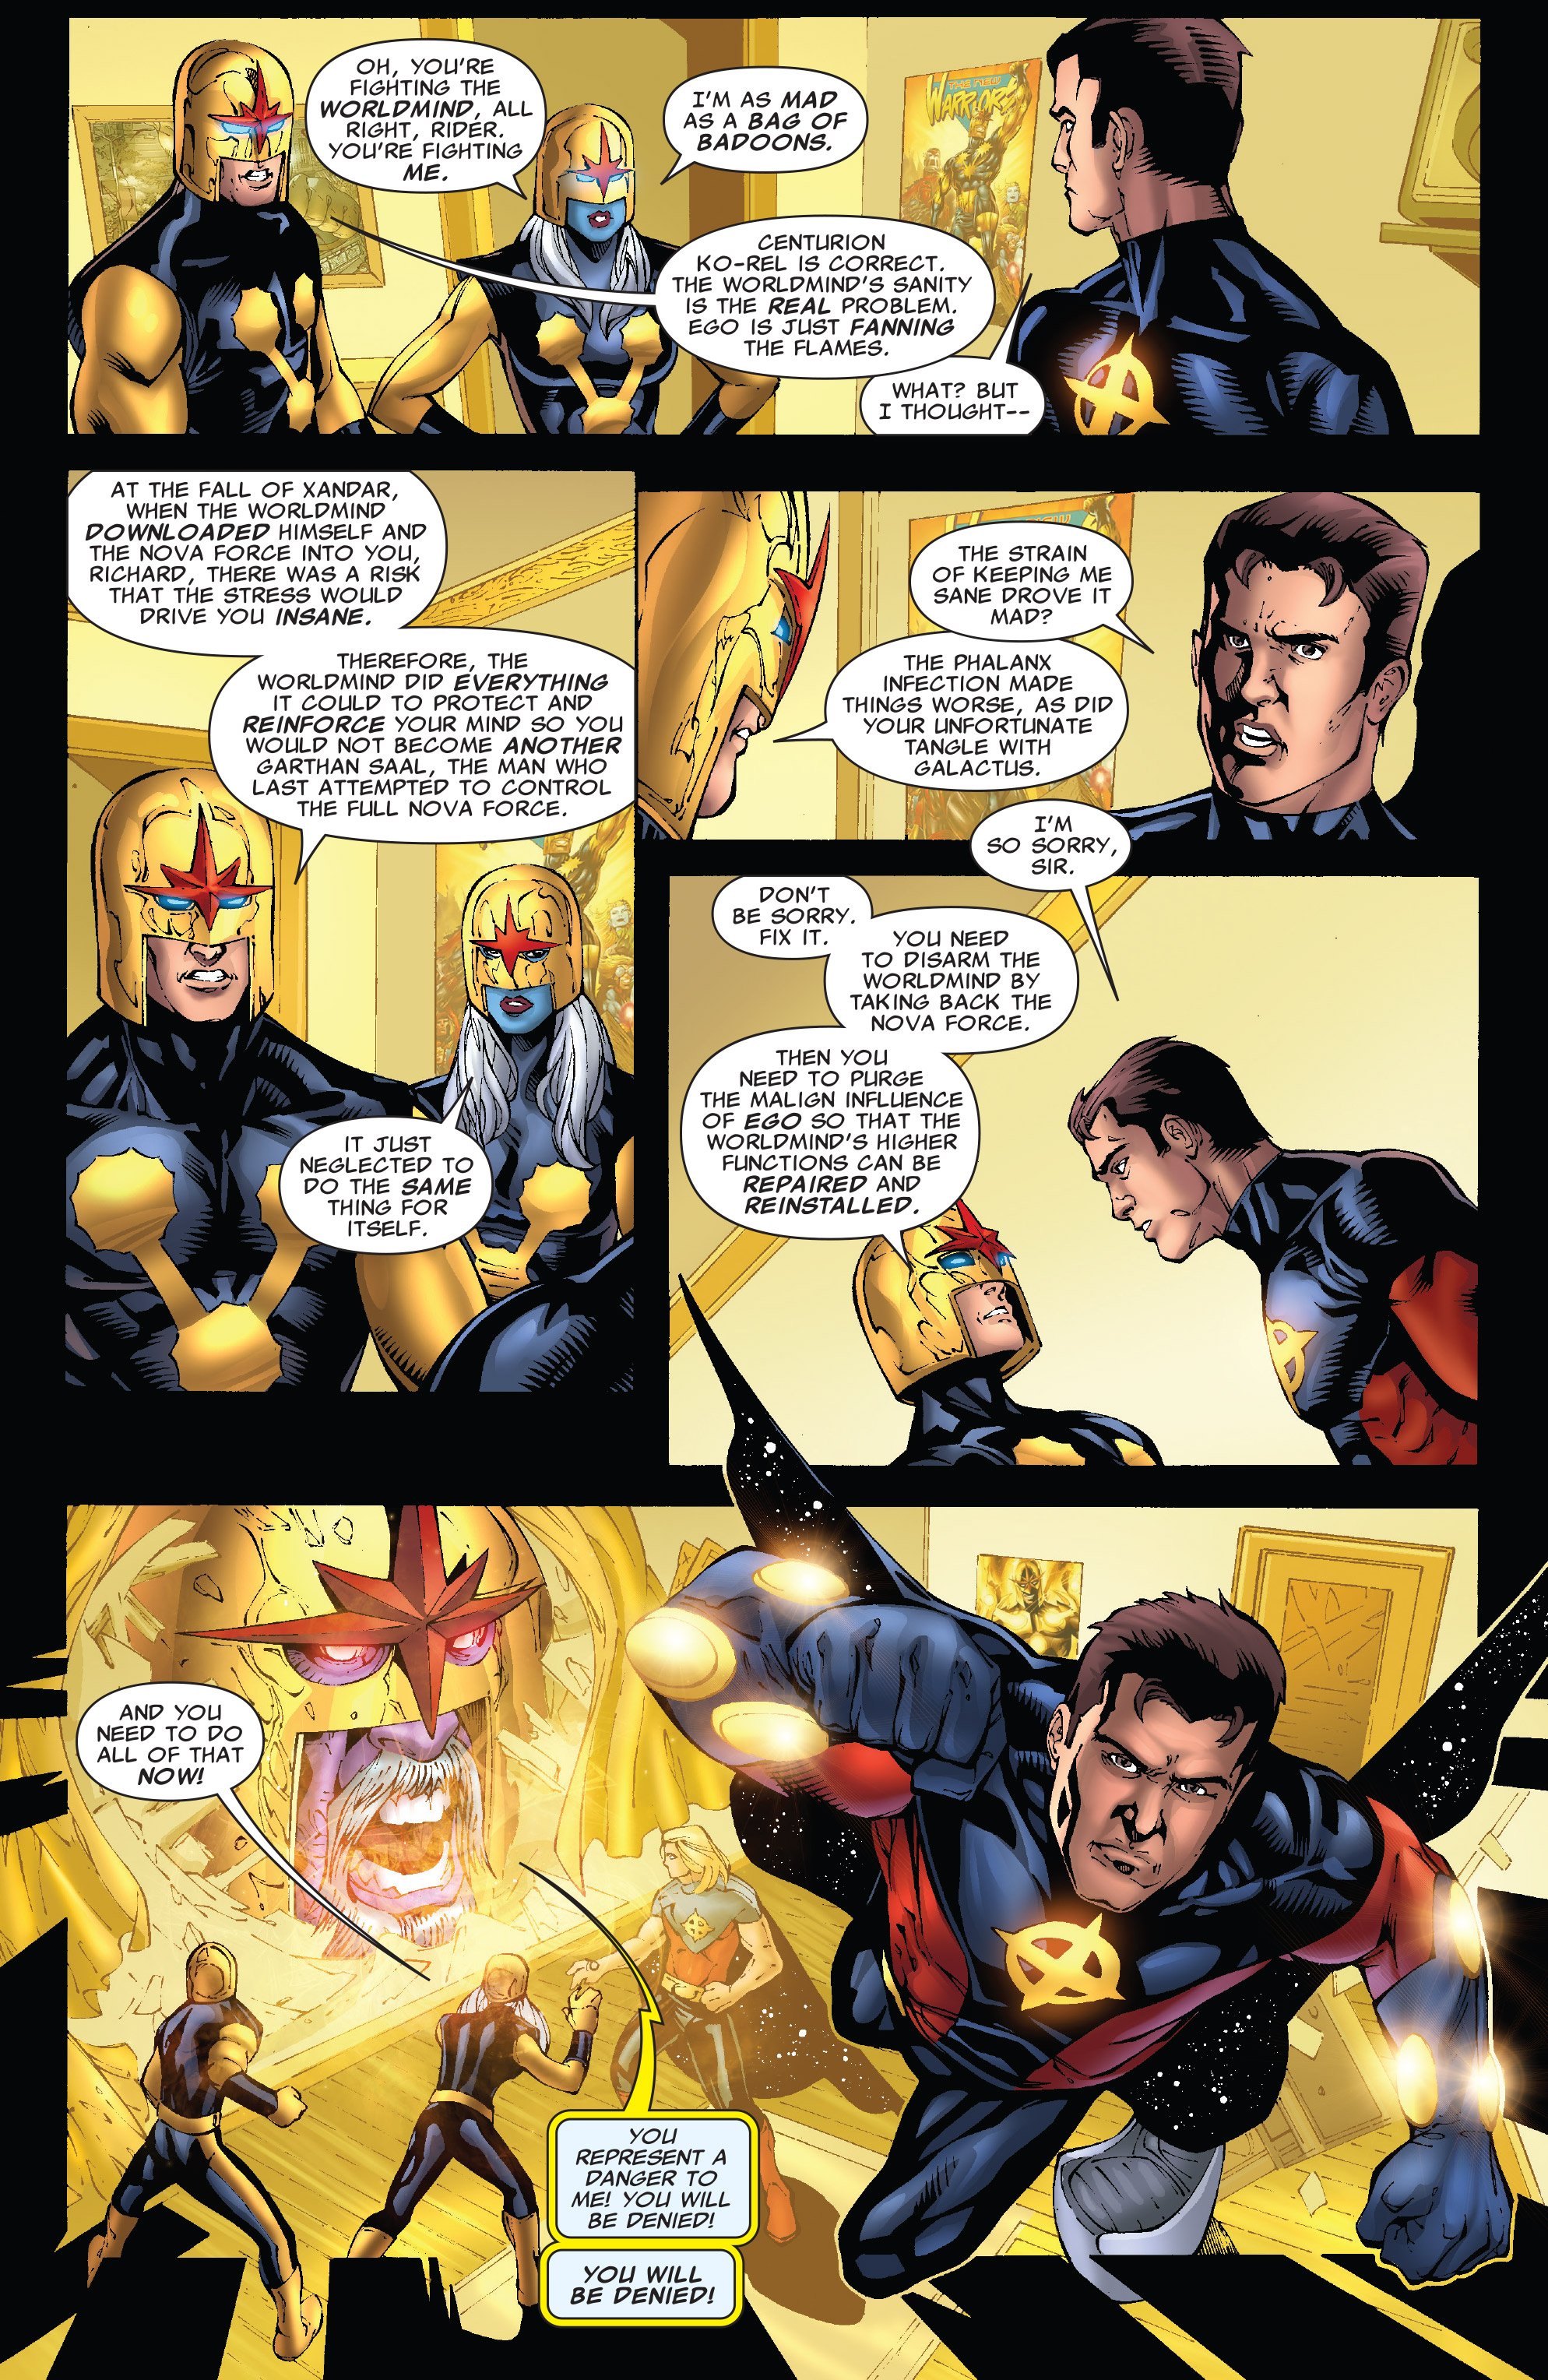 OH, YOU'RE
FIGHTING THE
WORLDMIND, ALL
RIGHT, RIDER.
YOU'RE FIGHTING
ME.
I'M AS MAD
AS A BAG OF
BADOONS.
THE NEW
WARRIORS
CENTURION
KO-REL IS CORRECT.
THE WORLDMIND'S SANITY
IS THE REAL PROBLEM.
EGO IS JUST FANNING
THE FLAMES.
WHAT? BUT
I THOUGHT--
AT THE FALL OF XANDAR,
WHEN THE WORLDMIND
DOWNLOADED HIMSELF AND
THE NOVA FORCE INTO YOU,
RICHARD, THERE WAS A RISK
THAT THE STRESS WOULD
DRIVE YOU INSANE.
THEREFORE, THE
WORLDMIND DID EVERYTHING
IT COULD TO PROTECT AND
REINFORCE YOUR MIND SO YOU
WOULD NOT BECOME ANOTHER
GARTHAN SAAL, THE MAN WHO
LAST ATTEMPTED TO CONTROL
THE FULL NOVA FORCE.
IT JUST
NEGLECTED TO
DO THE SAME
THING FOR
ITSELF.
THE STRAIN
OF KEEPING ME
SANE DROVE IT
MAD?
THE PHALANX
INFECTION MADE
THINGS WORSE, AS DID
YOUR UNFORTUNATE
TANGLE WITH
GALACTUS.
I'M
SO SORRY,
SIR.
DON'T
BE SORRY.
FIX IT.
YOU NEED
TO DISARM THE
WORLDMIND BY
TAKING BACK THE
NOVA FORCE.
THEN YOU
NEED TO PURGE
THE MALIGN INFLUENCE
OF EGO SO THAT THE
WORLDMIND'S HIGHER
FUNCTIONS CAN BE
REPAIRED AND
REINSTALLED.
AND YOU
NEED TO DO
ALL OF THAT
NOW!
YOU
REPRESENT A
DANGER TO
ME! YOU WILL
BE DENIED!
YOU WILL
BE DENIED!